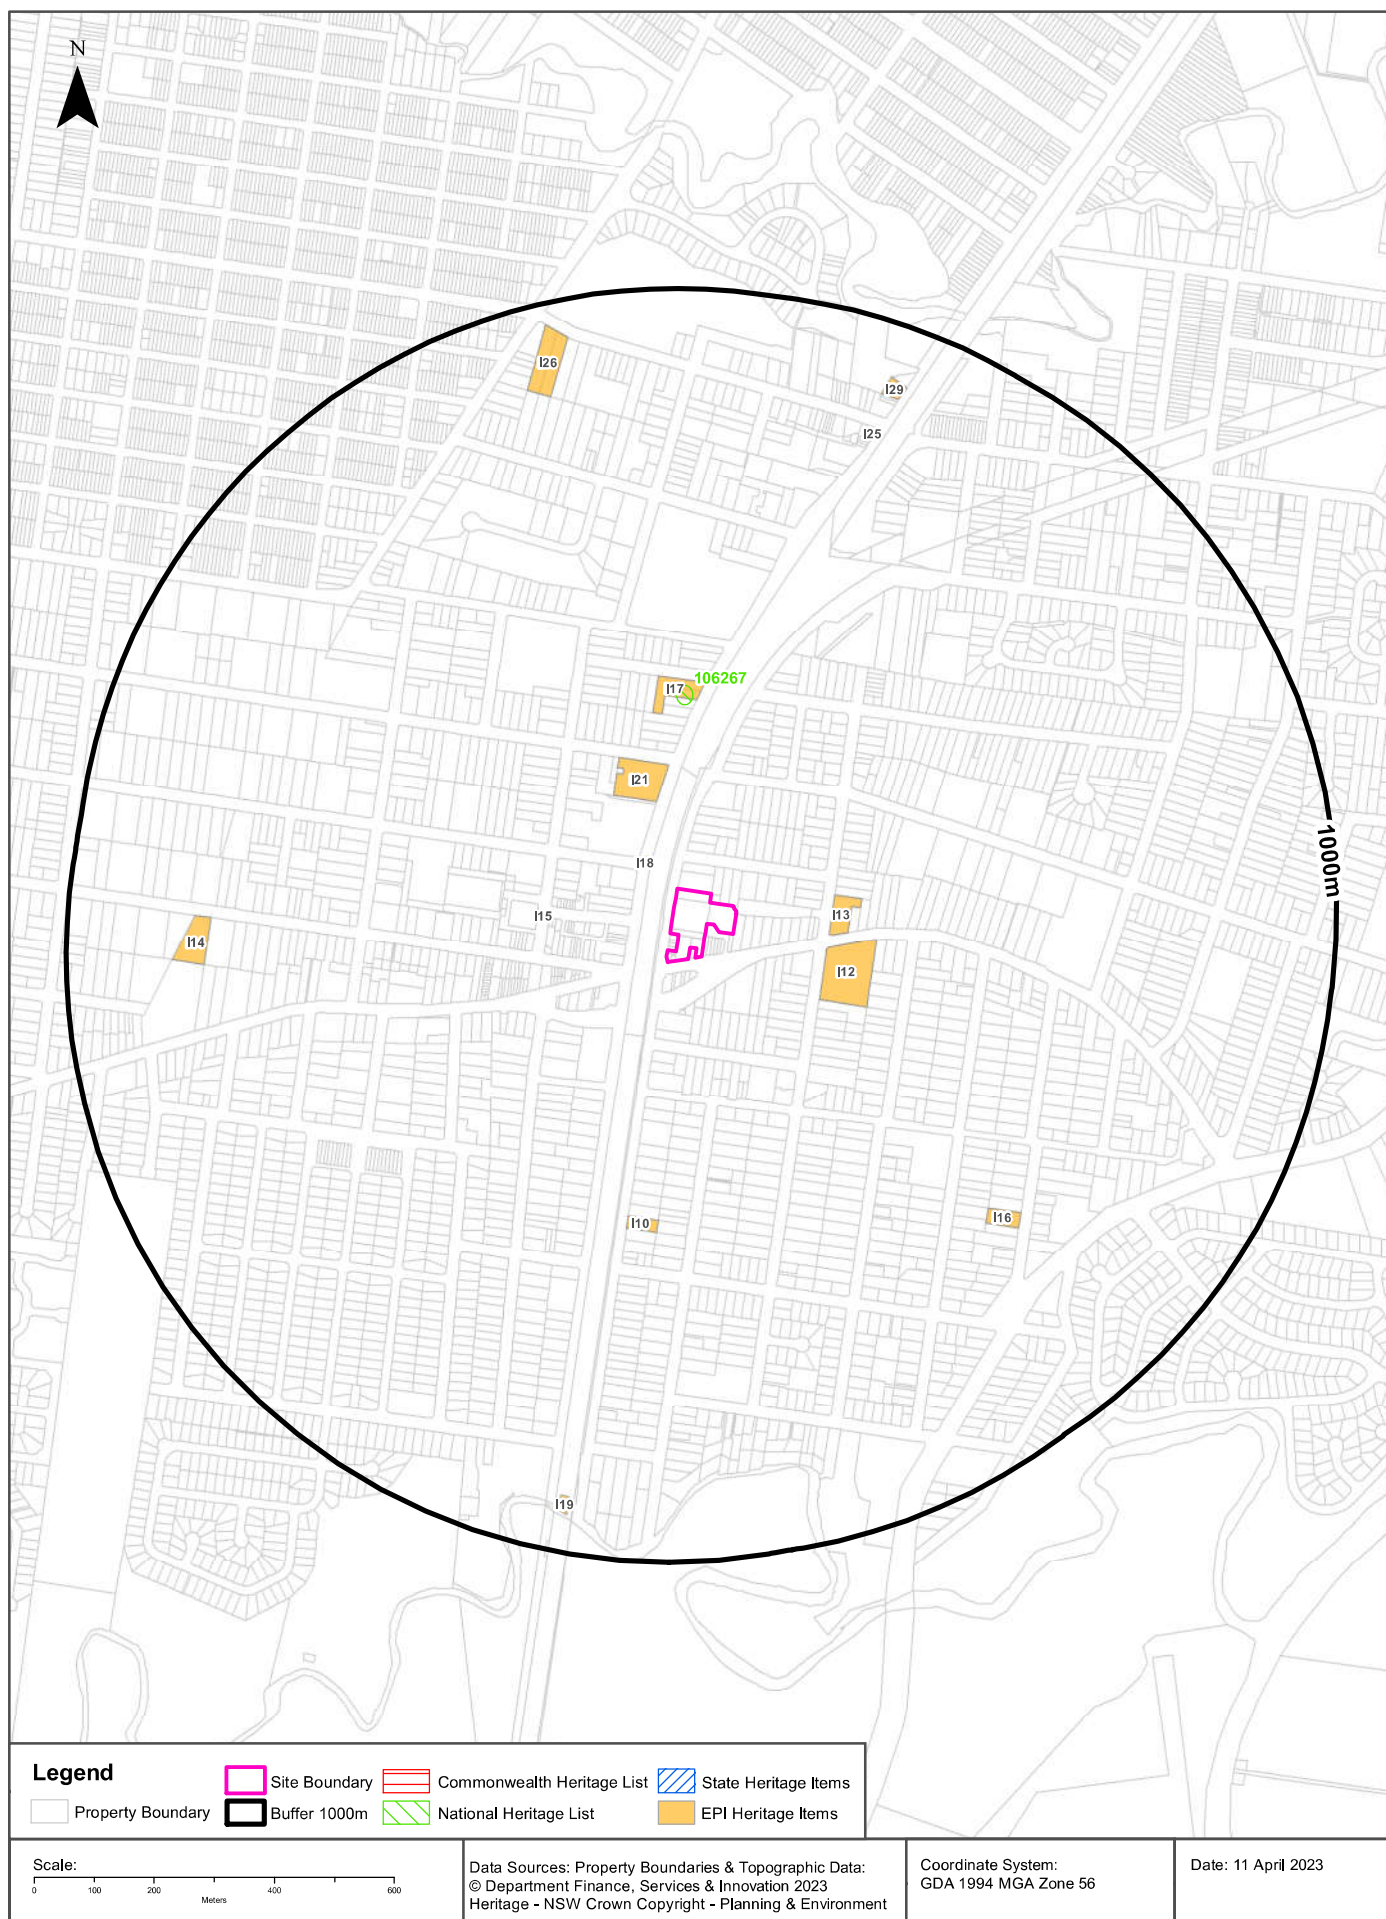 N
I26
I29
I25
106267
I17
I21
1000m
I18
I15
I13
I14
I12
I10
I16
I19
Legend
Site Boundary
Commonwealth Heritage List
State Heritage Items
Property Boundary
Buffer 1000m
National Heritage List
EPI Heritage Items
Scale:
0 100 200 400 600
Meters
Data Sources: Property Boundaries & Topographic Data:
© Department Finance, Services & Innovation 2023
Heritage - NSW Crown Copyright - Planning & Environment
Coordinate System:
GDA 1994 MGA Zone 56
Date: 11 April 2023